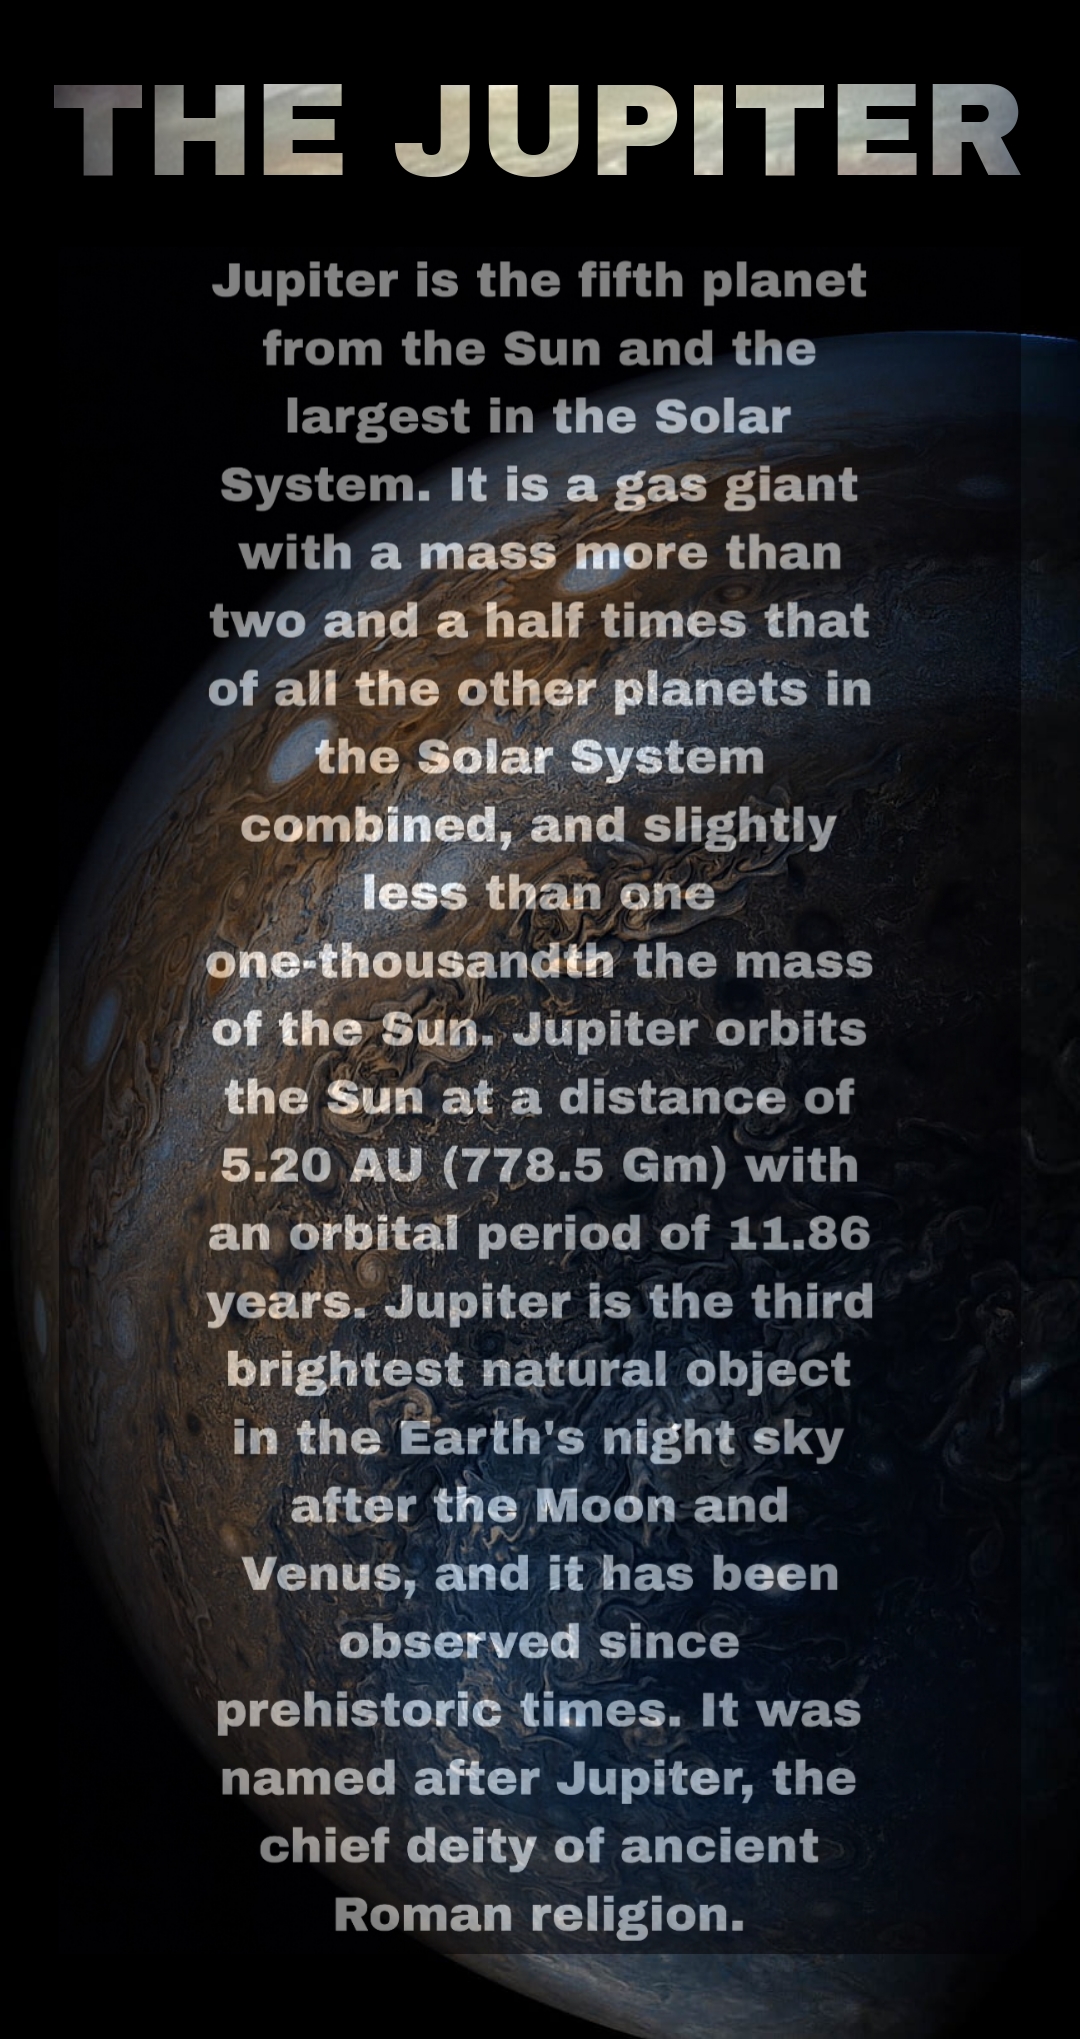 THE JUPITER
Jupiter is the fifth planet
from the Sun and the
largest in the Solar
System. It is a gas giant
with a mass more than
two and a half times that
of all the other planets in
the Solar System
combined, and slightly
less than one
one-thousandth the mass
of the Sun. Jupiter orbits
the Sun at a distance of
5.20 AU (778.5 Gm) with
an orbital period of 11.86
years. Jupiter is the third
brightest natural object
in the Earth's night sky
after the Moon and
Venus, and it has been
observed since
prehistoric times. It was
named after Jupiter, the
chief deity of ancient
Roman religion.